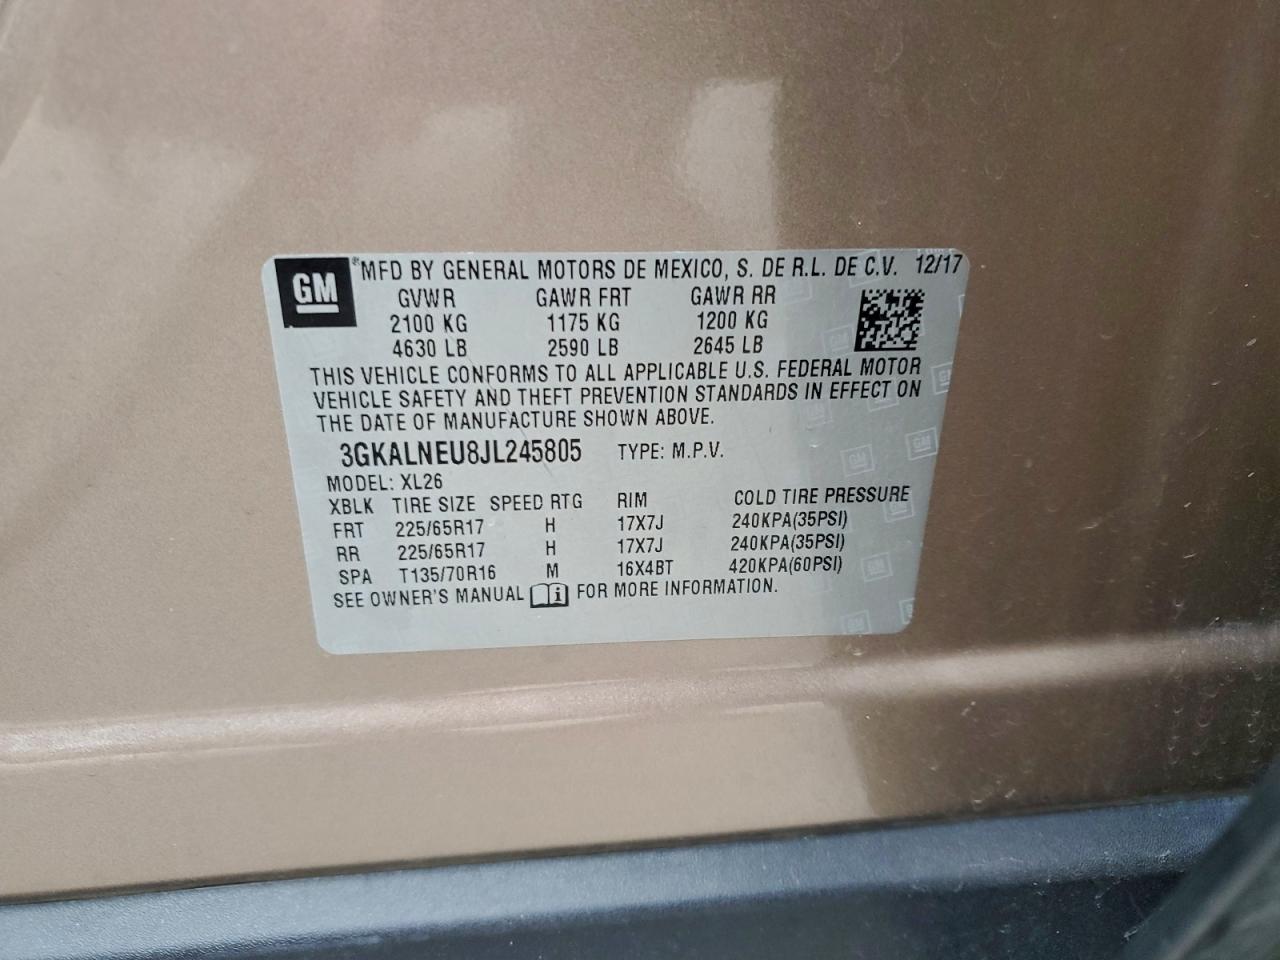 GM ® MFD BY GENERAL MOTORS DE MEXICO, S. DE R.L. DE C.V. 12/17
GVWR GAWR FRT GAWR RR
2100 KG 1175 KG 1200 KG
4630 LB 2590 LB 2645 LB
THIS VEHICLE CONFORMS TO ALL APPLICABLE U.S. FEDERAL MOTOR
VEHICLE SAFETY AND THEFT PREVENTION STANDARDS IN EFFECT ON
THE DATE OF MANUFACTURE SHOWN ABOVE.
3GKALNEU8JL245805 TYPE: M.P.V.
MODEL: XL26
XBLK TIRE SIZE SPEED RTG RIM COLD TIRE PRESSURE
FRT 225/65R17 H 17X7J 240KPA(35PSI)
RR 225/65R17 H 17X7J 240KPA(35PSI)
SPA T135/70R16 M 16X4BT 420KPA(60PSI)
SEE OWNER'S MANUAL i FOR MORE INFORMATION.